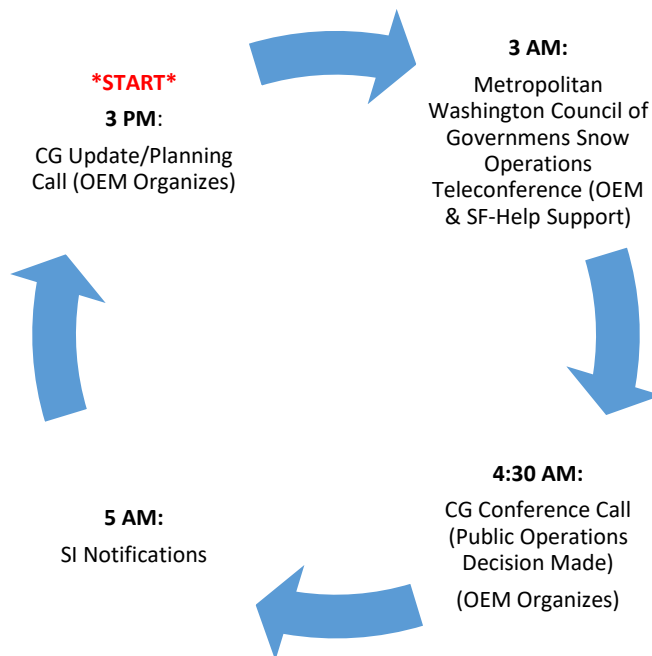 *START*
3 PM:
CG Update/Planning
Call (OEM Organizes)
3 AM:
Metropolitan
Washington Council of
Governmens Snow
Operations
Teleconference (OEM
& SF-Help Support)
4:30 AM:
CG Conference Call
(Public Operations
Decision Made)
(OEM Organizes)
5 AM:
SI Notifications